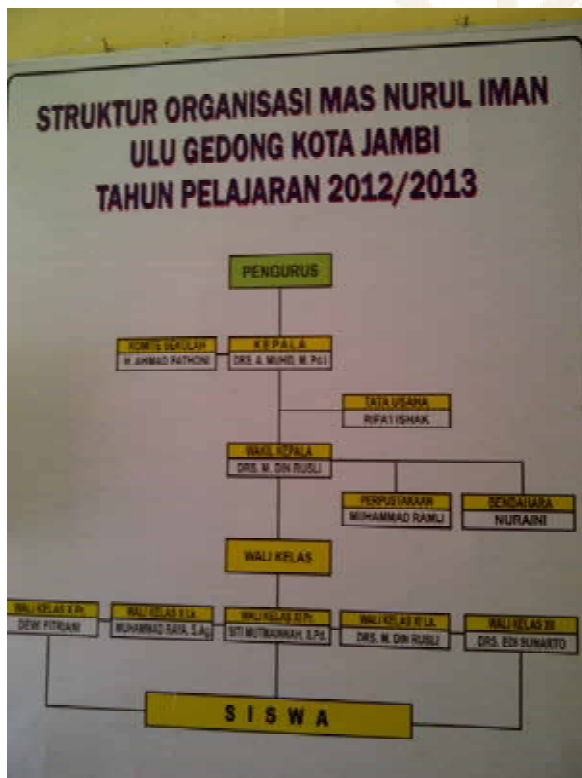 STRUKTUR ORGANISASI MAS NURUL IMAN
ULU GEDONG KOTA JAMBI
TAHUN PELAJARAN 2012/2013
PENGURUS
KOMITE SEKOLAH
H. AHMAD FATHONI
KEPALA
DRS. A. MUHID, M. Pd.I
TATA USAHA
RIFA'I ISHAK
WAKIL KEPALA
DRS. M. DIN RUSLI
PERPUSTAKAAN
MUHAMMAD RAMLI
BENDAHARA
NURAINI
WALI KELAS
WALI KELAS X Pr.
DEWI FITRIANI
WALI KELAS X Lk.
MUHAMMAD RAYA, S.Ag
WALI KELAS XI Pr.
SITI MUTMAINNAH, S.Pd.
WALI KELAS XI Lk.
DRS. M. DIN RUSLI
WALI KELAS XII
DRS. EDI SUNARTO
SISWA